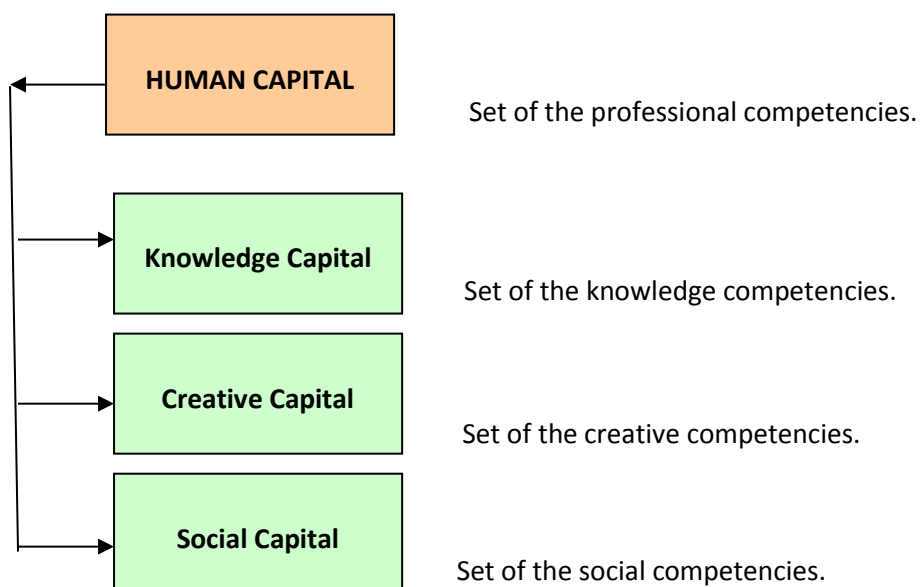 HUMAN CAPITAL
Set of the professional competencies.
Knowledge Capital
Set of the knowledge competencies.
Creative Capital
Set of the creative competencies.
Social Capital
Set of the social competencies.